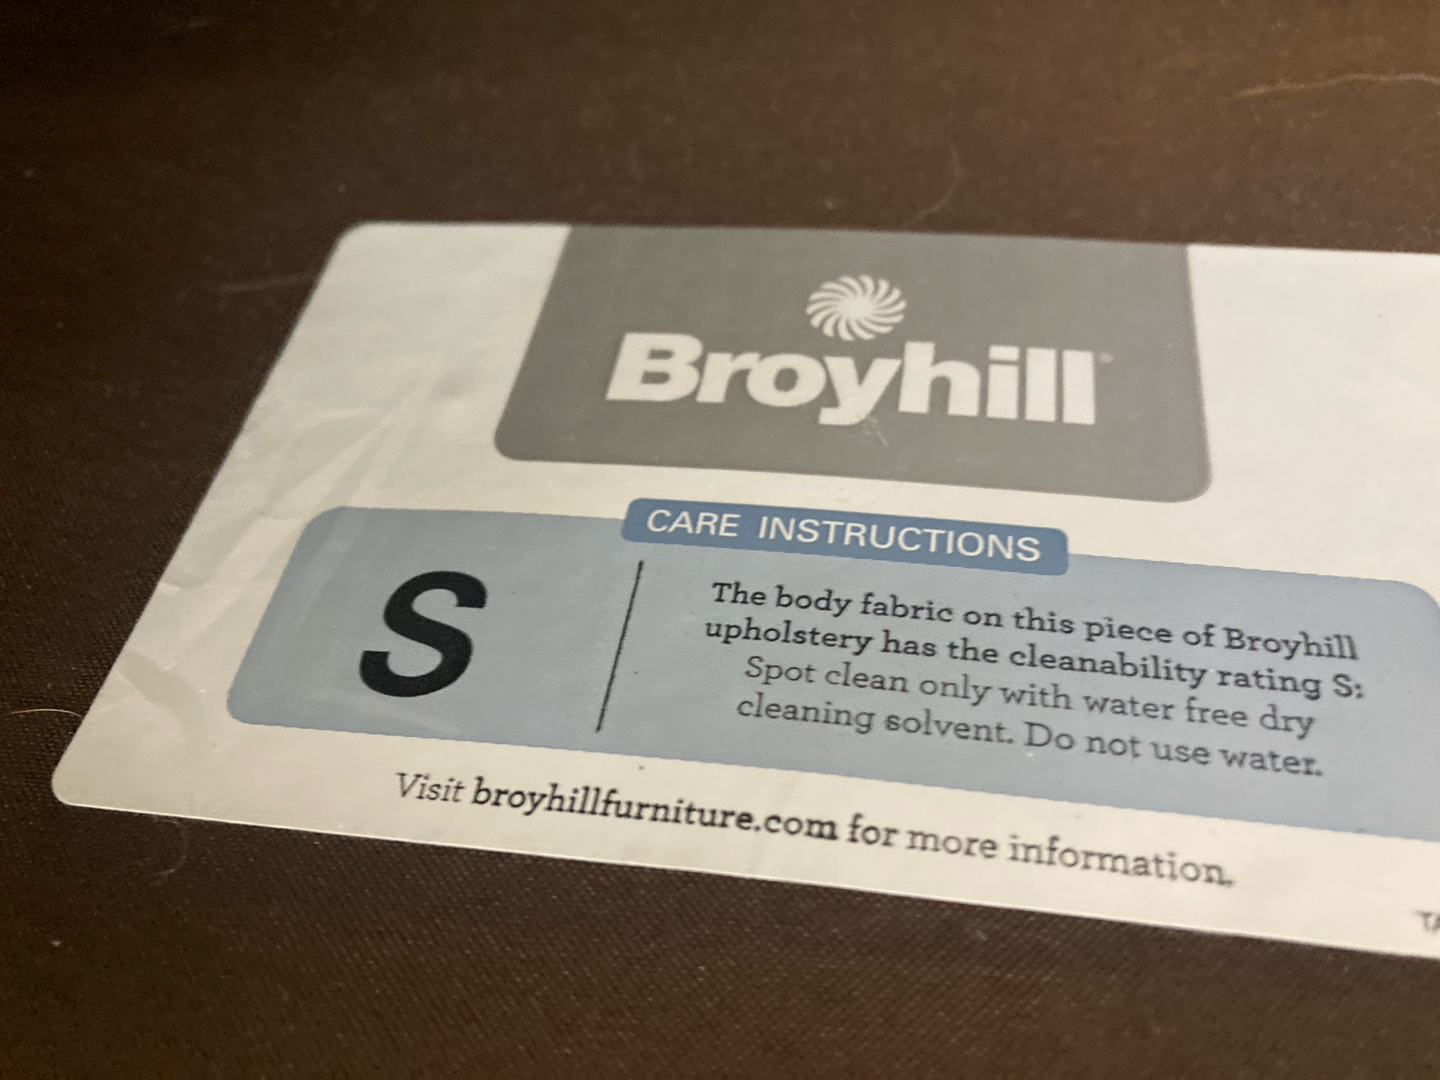 Broyhill
CARE INSTRUCTIONS
S
The body fabric on this piece of Broyhill
upholstery has the cleanability rating S:
Spot clean only with water free dry
cleaning solvent. Do not use water.
Visit broyhillfurniture.com for more information.
TA